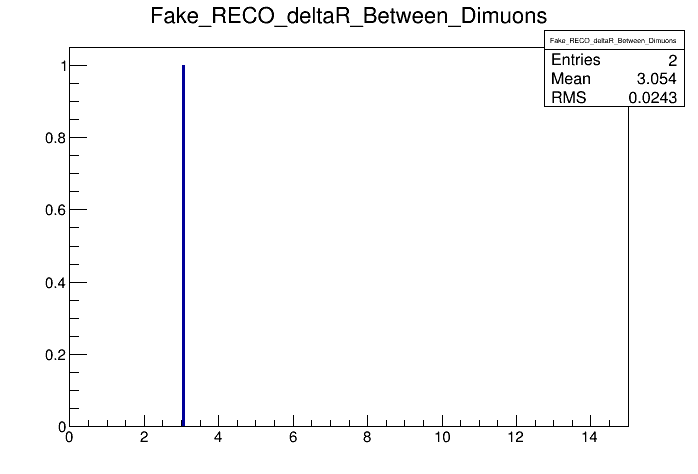 Fake_RECO_deltaR_Between_Dimuons
Fake_RECO_deltaR_Between_Dimuons
Entries 2
Mean 3.054
RMS 0.0243
1
0.8
0.6
0.4
0.2
0
0 2 4 6 8 10 12 14